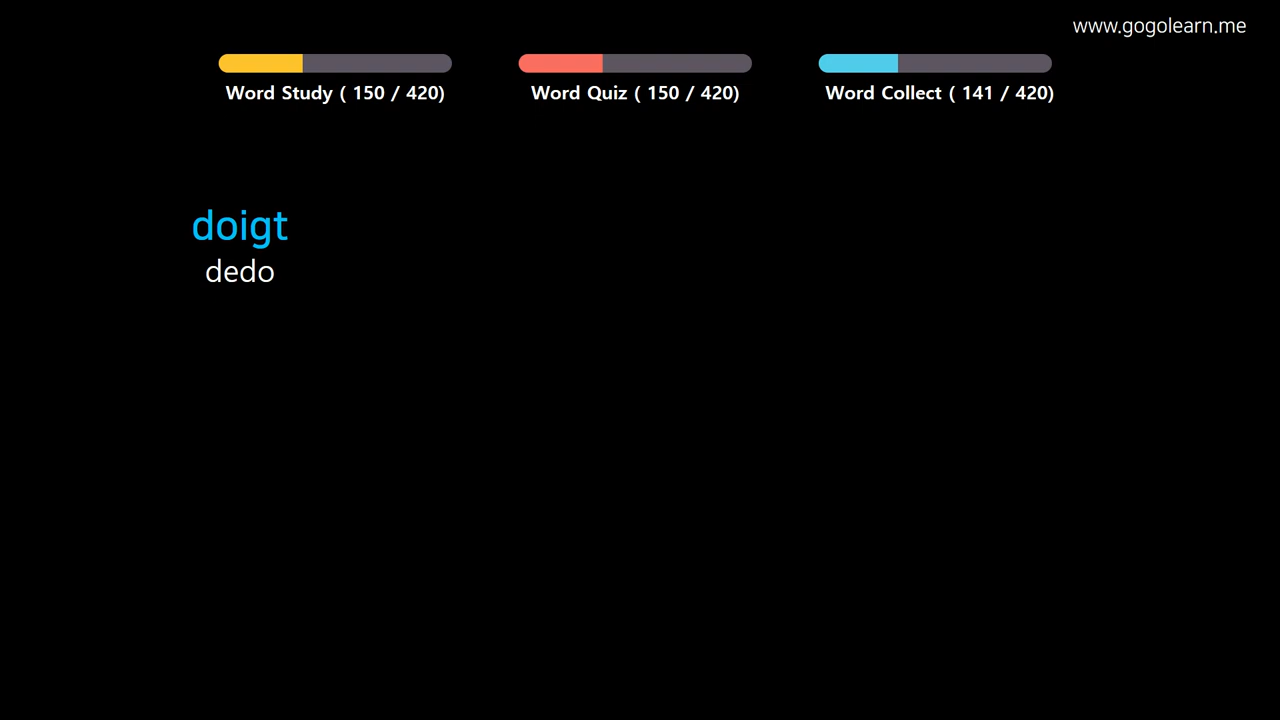 www.gogolearn.me
Word Study ( 150 / 420)
Word Quiz ( 150 / 420)
Word Collect ( 141 / 420)
doigt
dedo